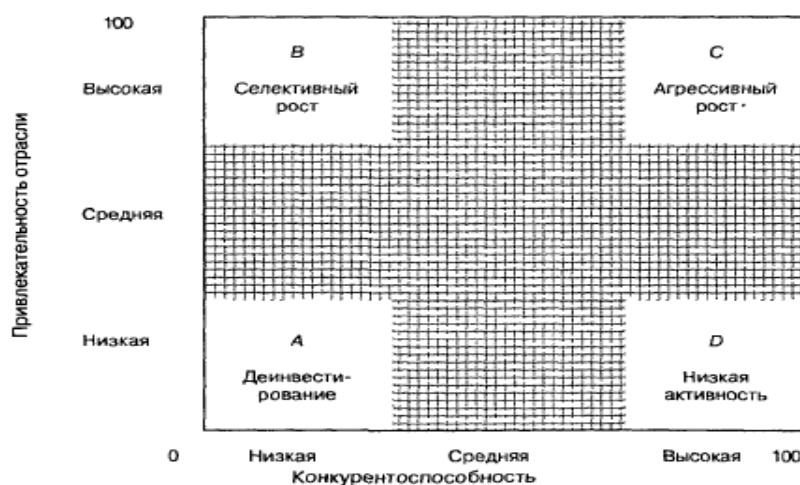 100
B
C
Высокая
Селективный
рост
Агрессивный
рост
Привлекательность отрасли
Средняя
Низкая
A
D
Деинвести-
рование
Низкая
активность
0
Низкая
Средняя
Высокая
100
Конкурентоспособность